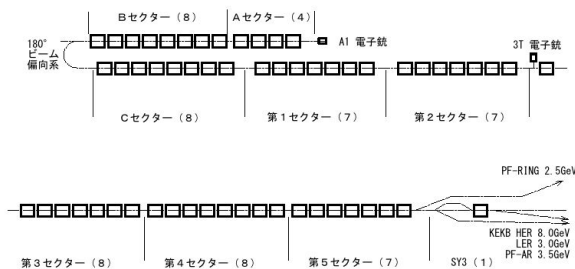 Bセクター（8）
Aセクター（4）
A1 電子銃
180°
ビーム
偏向系
3T 電子銃
Cセクター（8）
第1セクター（7）
第2セクター（7）
PF-RING 2.5GeV
KEKB HER 8.0GeV
LER 3.0GeV
PF-AR 3.5GeV
第3セクター（8）
第4セクター（8）
第5セクター（7）
SY3（1）